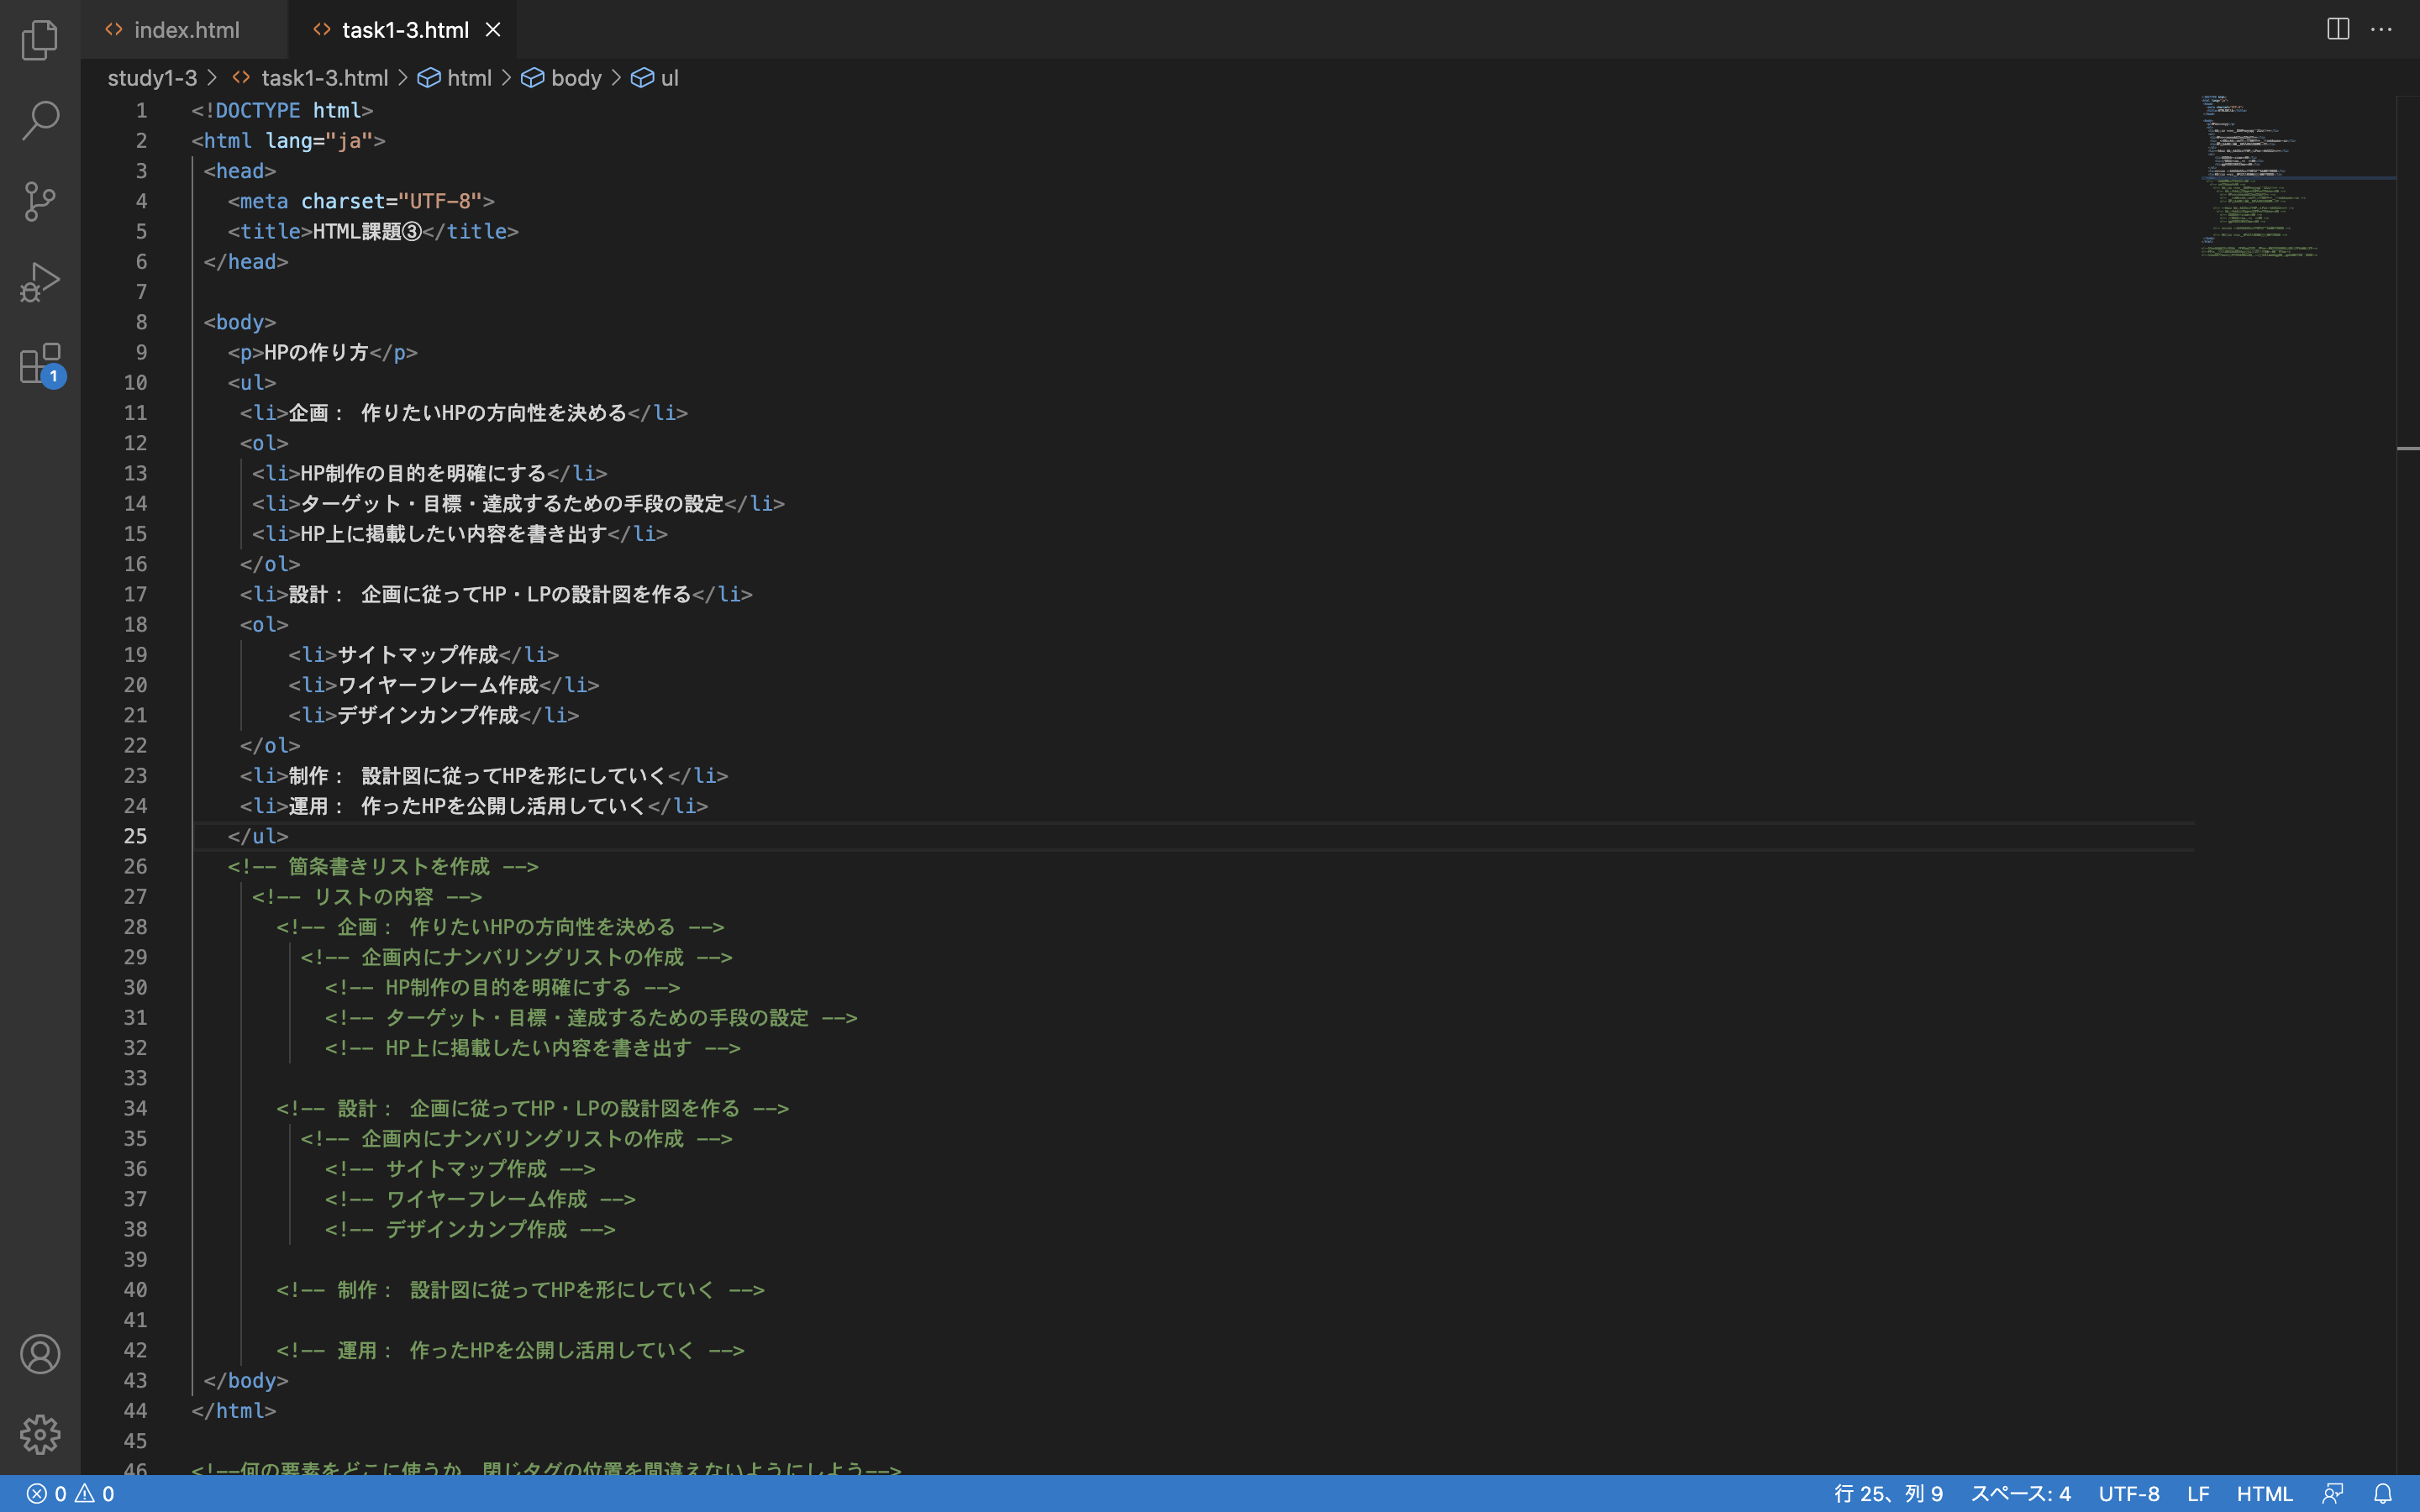 index.html
task1-3.html
study1-3 > task1-3.html > html > body > ul
1 <!DOCTYPE html>
2 <html lang="ja">
3 <head>
4 <meta charset="UTF-8">
5 <title>HTML課題③</title>
6 </head>
7
8 <body>
9 <p>HPの作り方</p>
10 <ul>
11 <li>企画： 作りたいHPの方向性を決める</li>
12 <ol>
13 <li>HP制作の目的を明確にする</li>
14 <li>ターゲット・目標・達成するための手段の設定</li>
15 <li>HP上に掲載したい内容を書き出す</li>
16 </ol>
17 <li>設計： 企画に従ってHP・LPの設計図を作る</li>
18 <ol>
19 <li>サイトマップ作成</li>
20 <li>ワイヤーフレーム作成</li>
21 <li>デザインカンプ作成</li>
22 </ol>
23 <li>制作： 設計図に従ってHPを形にしていく</li>
24 <li>運用： 作ったHPを公開し活用していく</li>
25 </ul>
26 <!-- 箇条書きリストを作成 -->
27 <!-- リストの内容 -->
28 <!-- 企画： 作りたいHPの方向性を決める -->
29 <!-- 企画内にナンバリングリストの作成 -->
30 <!-- HP制作の目的を明確にする -->
31 <!-- ターゲット・目標・達成するための手段の設定 -->
32 <!-- HP上に掲載したい内容を書き出す -->
33
34 <!-- 設計： 企画に従ってHP・LPの設計図を作る -->
35 <!-- 企画内にナンバリングリストの作成 -->
36 <!-- サイトマップ作成 -->
37 <!-- ワイヤーフレーム作成 -->
38 <!-- デザインカンプ作成 -->
39
40 <!-- 制作： 設計図に従ってHPを形にしていく -->
41
42 <!-- 運用： 作ったHPを公開し活用していく -->
43 </body>
44 </html>
45
46 <!--何の要素をどこに使うか、閉じタグの位置を間違えないようにしよう-->
1
0 0 行 25、列 9 スペース: 4 UTF-8 LF HTML